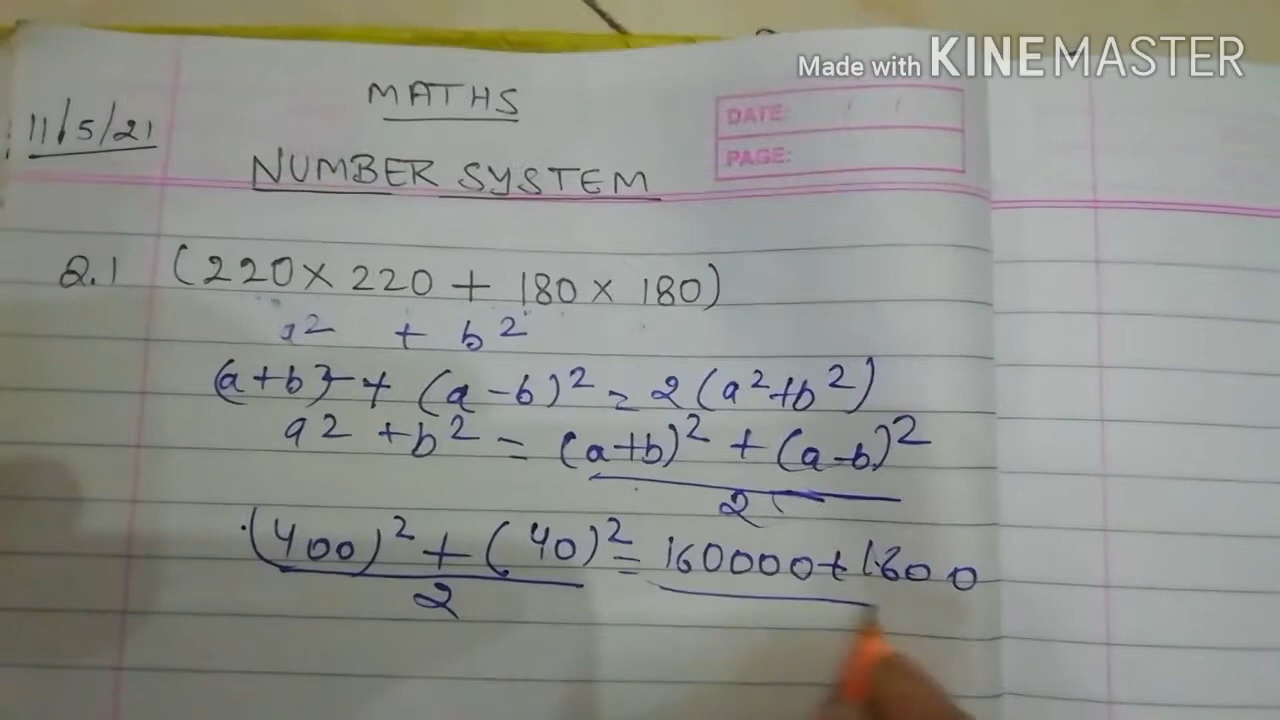 Made with KINEMASTER
MATHS
11/5/21
DATE:
PAGE:
NUMBER SYSTEM
Q.1 (220 × 220 + 180 × 180)
a² + b²
(a+b)² + (a-b)² = 2(a²+b²)
a² + b² = (a+b)² + (a-b)²
2
(400)² + (40)² = 160000 + 1600
2